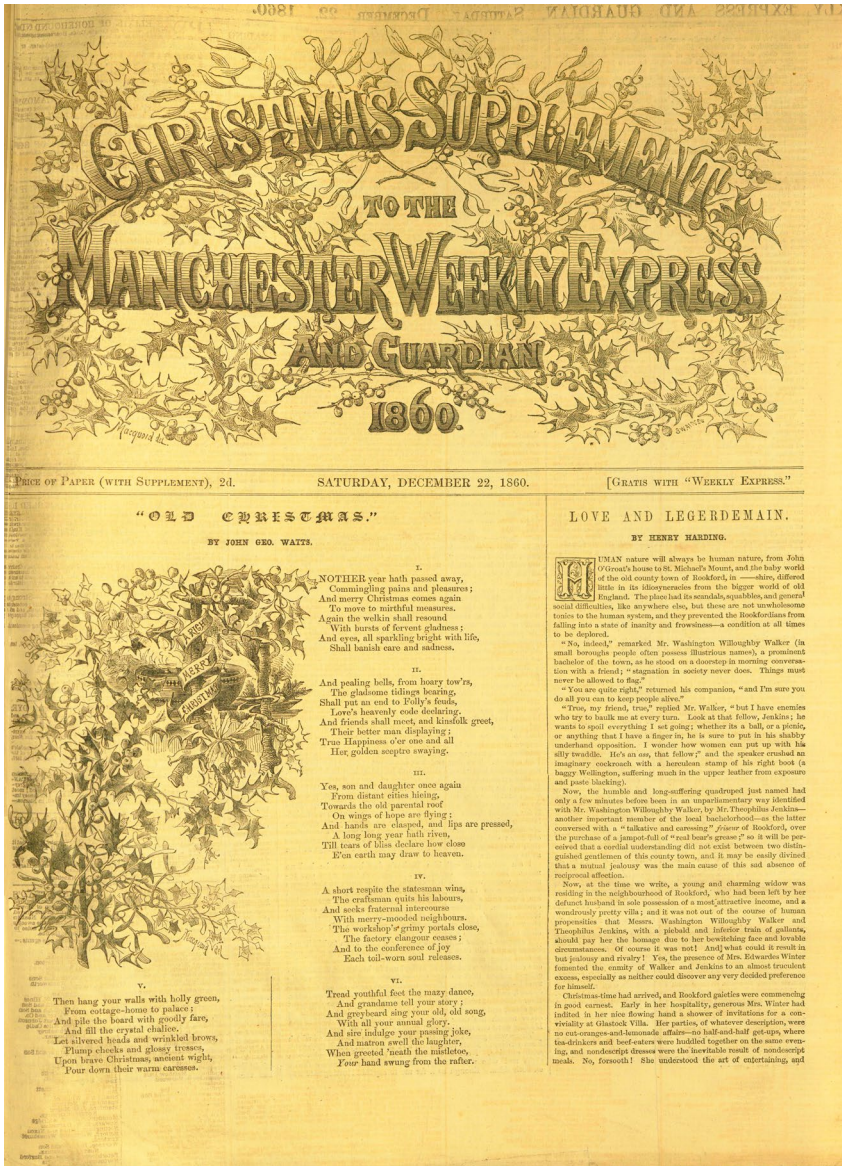 CHRISTMAS SUPPLEMENT
TO THE
MANCHESTER WEEKLY EXPRESS
AND GUARDIAN
1860.
Macquoid
PRICE OF PAPER (WITH SUPPLEMENT), 2d.
SATURDAY, DECEMBER 22, 1860.
[GRATIS WITH "WEEKLY EXPRESS."
"OLD CHRISTMAS."
BY JOHN GEO. WATTS.
A MERRY CHRISTMAS
I.
NOTHER year hath passed away,
Commingling pains and pleasures;
And merry Christmas comes again
To move to mirthful measures.
Again the welkin shall resound
With bursts of fervent gladness;
And eyes, all sparkling bright with life,
Shall banish care and sadness.
II.
And pealing bells, from hoary tow'rs,
The gladsome tidings bearing,
Shall put an end to Folly's feuds,
Love's heavenly code declaring.
And friends shall meet, and kinsfolk greet,
Their better man displaying;
True Happiness o'er one and all
Her golden sceptre swaying.
III.
Yes, son and daughter once again
From distant cities hieing,
Towards the old parental roof
On wings of hope are flying;
And hands are clasped, and lips are pressed,
A long long year hath riven,
Till tears of bliss declare how close
E'en earth may draw to heaven.
IV.
A short respite the statesman wins,
The craftsman quits his labours,
And seeks fraternal intercourse
With merry-mooded neighbours.
The workshop's grimy portals close,
The factory clangour ceases;
And to the conference of joy
Each toil-worn soul releases.
V.
Then hang your walls with holly green,
From cottage-home to palace;
And pile the board with goodly fare,
And fill the crystal chalice.
Let silvered heads and wrinkled brows,
Plump cheeks and glossy tresses,
Upon brave Christmas, ancient wight,
Pour down their warm caresses.
VI.
Tread youthful feet the mazy dance,
And grandame tell your story;
And greybeard sing your old, old song,
With all your annual glory.
And sire indulge your passing joke,
And matron swell the laughter,
When greeted 'neath the mistletoe,
Your hand swung from the rafter.
LOVE AND LEGERDEMAIN.
BY HENRY HARDING.
HUMAN nature will always be human nature, from John
O'Groat's house to St. Michael's Mount, and the baby world
of the old county town of Rookford, in ——shire, differed
little in its idiosyncracies from the bigger world of old
England. The place had its scandals, squabbles, and general
social difficulties, like anywhere else, but these are not unwholesome
tonics to the human system, and they prevented the Rookfordians from
falling into a state of inanity and frowsiness—a condition at all times
to be deplored.
"No, indeed," remarked Mr. Washington Willoughby Walker (in
small boroughs people often possess illustrious names), a prominent
bachelor of the town, as he stood on a doorstep in morning conversa-
tion with a friend; "stagnation in society never does. Things must
never be allowed to flag."
"You are quite right," returned his companion, "and I'm sure you
do all you can to keep people alive."
"True, my friend, true," replied Mr. Walker, "but I have enemies
who try to baulk me at every turn. Look at that fellow, Jenkins; he
wants to spoil everything I set going; whether its a ball, or a picnic,
or anything that I have a finger in, he is sure to put in his shabby
underhand opposition. I wonder how women can put up with his
silly twaddle. He's an ass, that fellow;" and the speaker crushed an
imaginary cockroach with a herculean stamp of his right boot (a
baggy Wellington, suffering much in the upper leather from exposure
and paste blacking).
Now, the humble and long-suffering quadruped just named had
only a few minutes before been in an unparliamentary way identified
with Mr. Washington Willoughby Walker, by Mr. Theophilus Jenkins—
another important member of the local bachelorhood—as the latter
conversed with a "talkative and caressing" friseur of Rookford, over
the purchase of a jampot-full of "real bear's grease;" so it will be per-
ceived that a cordial understanding did not exist between two distin-
guished gentlemen of this county town, and it may be easily divined
that a mutual jealousy was the main cause of this sad absence of
reciprocal affection.
Now, at the time we write, a young and charming widow was
residing in the neighbourhood of Rookford, who had been left by her
defunct husband in sole possession of a most attractive income, and a
wondrously pretty villa; and it was not out of the course of human
propensities that Messrs. Washington Willoughby Walker and
Theophilus Jenkins, with a piebald and inferior train of gallants,
should pay her the homage due to her bewitching face and lovable
circumstances. Of course it was not! And what could it result in
but jealousy and rivalry! Yes, the presence of Mrs. Edwardes Winter
fomented the enmity of Walker and Jenkins to an almost truculent
excess, especially as neither could discover any very decided preference
for himself.
Christmas-time had arrived, and Rookford gaieties were commencing
in good earnest. Early in her hospitality, generous Mrs. Winter had
indited in her nice flowing hand a shower of invitations for a con-
viviality at Glastock Villa. Her parties, of whatever description, were
no cut-oranges-and-lemonade affairs—no half-and-half get-ups, where
tea-drinkers and beef-eaters were huddled together on the same even-
ing, and nondescript dresses were the inevitable result of nondescript
meals. No, forsooth! She understood the art of entertaining, and